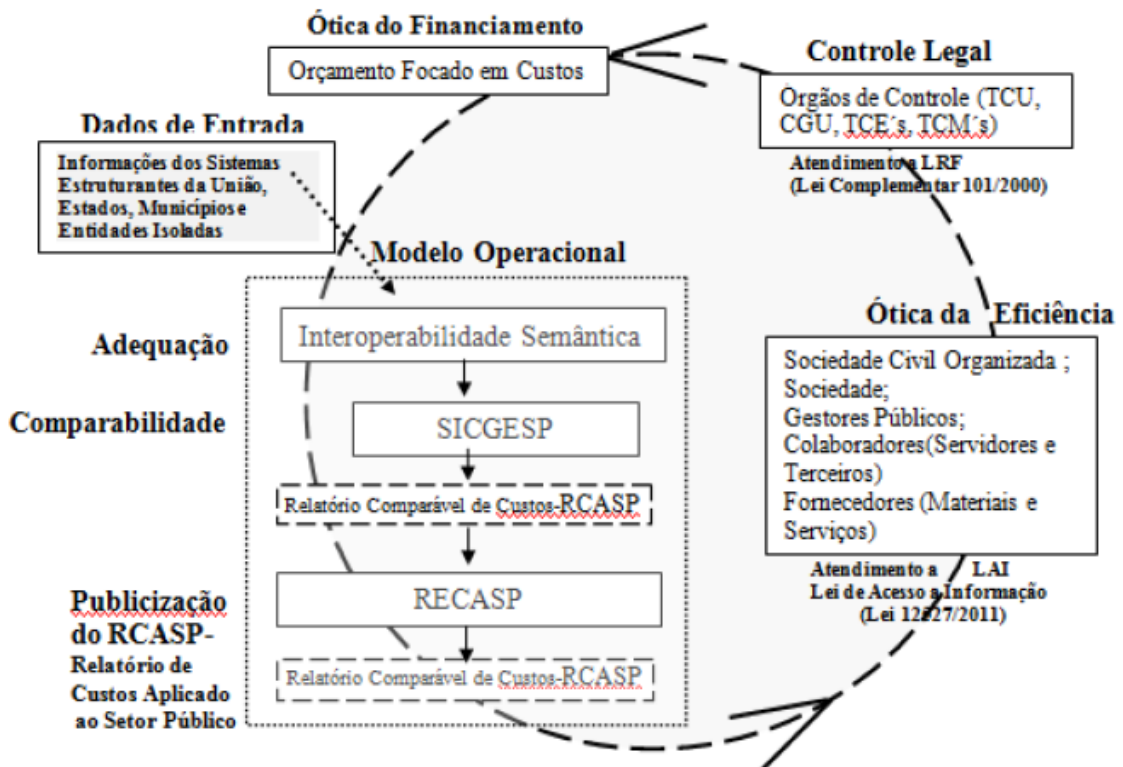 Ótica do Financiamento
Orçamento Focado em Custos
Controle Legal
Órgãos de Controle (TCU,
CGU, TCE´s, TCM´s)
Atendimento a LRF
(Lei Complementar 101/2000)
Dados de Entrada
Informações dos Sistemas
Estruturantes da União,
Estados, Municípios e
Entidades Isoladas
Modelo Operacional
Adequação
Interoperabilidade Semântica
Comparabilidade
SICGESP
Relatório Comparável de Custos-RCASP
RECASP
Relatório Comparável de Custos-RCASP
Publicização
do RCASP-
Relatório de
Custos Aplicado
ao Setor Público
Ótica da Eficiência
Sociedade Civil Organizada ;
Sociedade;
Gestores Públicos;
Colaboradores(Servidores e
Terceiros)
Fornecedores (Materiais e
Serviços)
Atendimento a LAI
Lei de Acesso a Informação
(Lei 12527/2011)